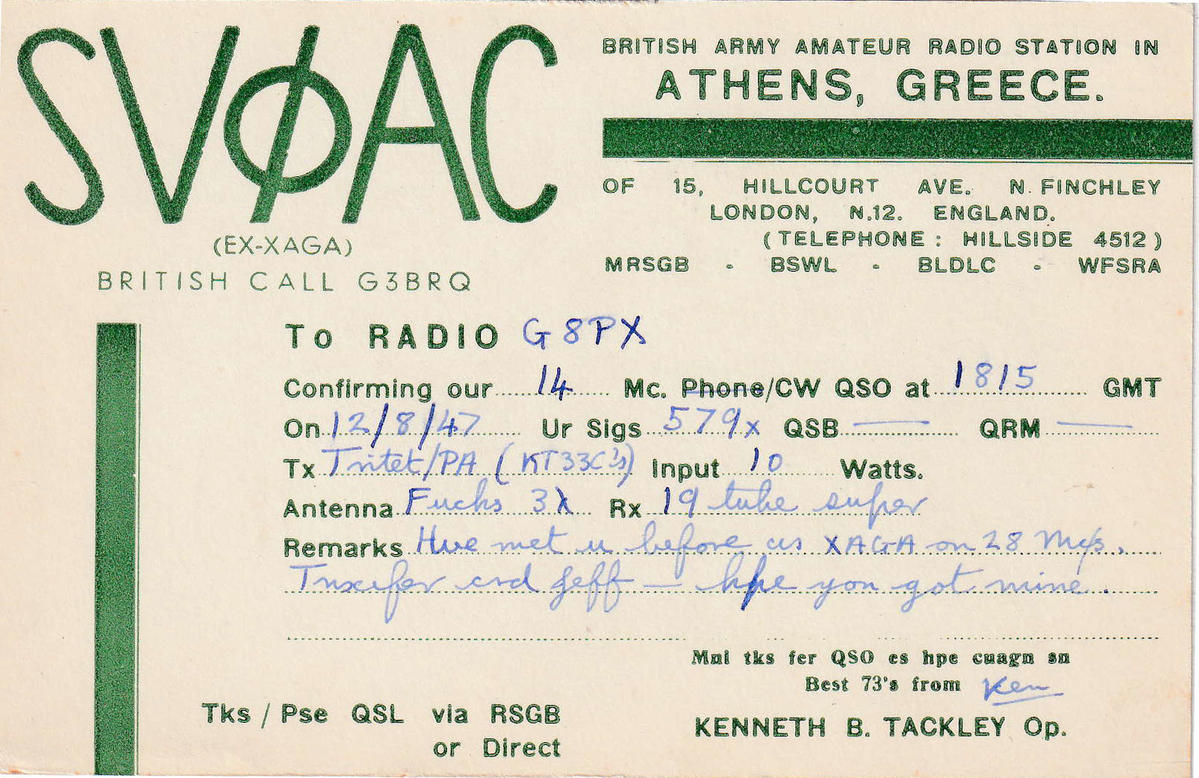 SVØAC
(EX-XAGA)
BRITISH CALL G3BRQ
BRITISH ARMY AMATEUR RADIO STATION IN
ATHENS, GREECE.
OF 15, HILLCOURT AVE. N. FINCHLEY
LONDON, N.12. ENGLAND.
(TELEPHONE: HILLSIDE 4512)
MRSGB - BSWL - BLDLC - WFSRA
To RADIO G8PX
Confirming our 14 Mc. Phone/CW QSO at 1815 GMT
On 12/8/47 Ur Sigs 579x QSB — QRM —
Tx Tritet/PA (KT33C's) Input 10 Watts.
Antenna Fuchs 3λ Rx 19 tube super
Remarks Hve met u before as XAGA on 28 Mc/s.
Tnx fer crd Jeff — hpe you got mine.
Mni tks fer QSO es hpe cuagn sn
Best 73's from Ken
Tks / Pse QSL via RSGB
or Direct
KENNETH B. TACKLEY Op.